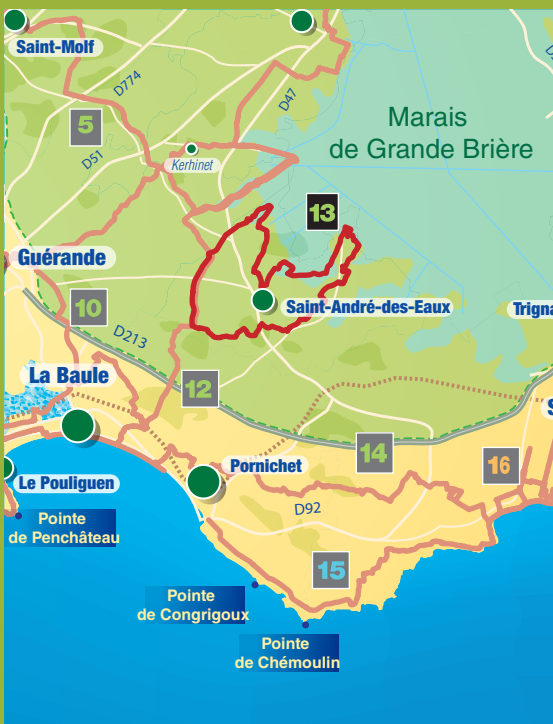 Saint-Molf
D774
D47
5
D51
Kerhinet
Marais
de Grande Brière
13
Guérande
Saint-André-des-Eaux
10
D213
La Baule
12
14
16
Pornichet
Le Pouliguen
D92
Pointe
de Penchâteau
15
Pointe
de Congrigoux
Pointe
de Chémoulin